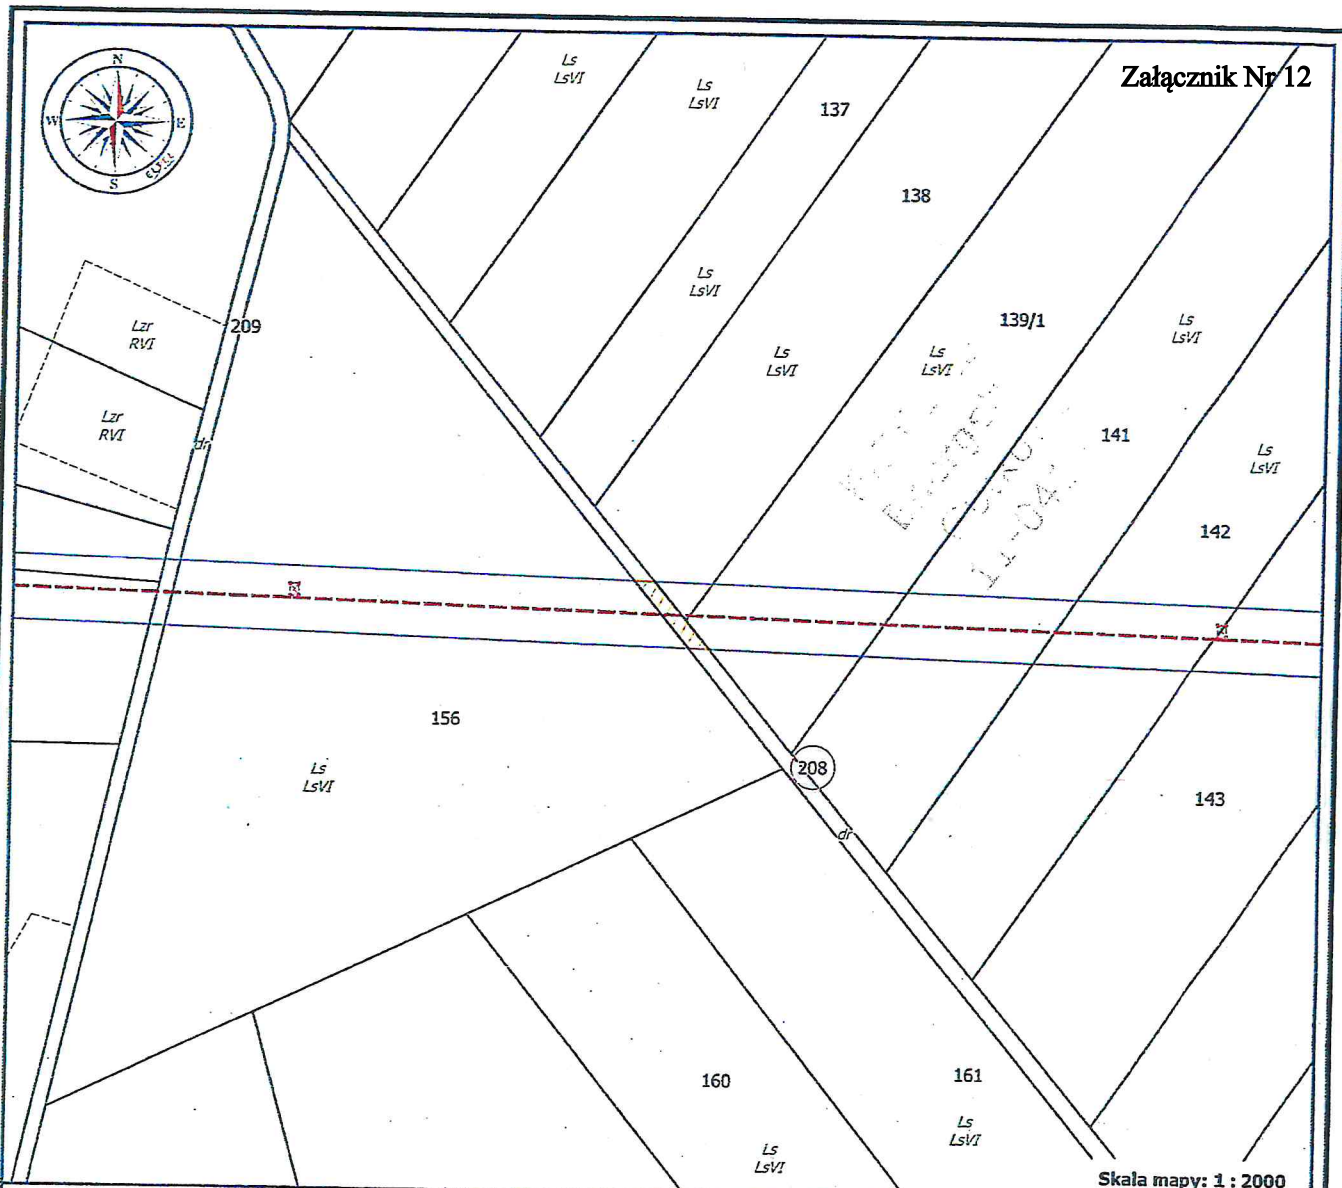 Załącznik Nr 12
N
W
E
S
Ls
LsVI
Ls
LsVI
137
138
Ls
LsVI
209
Lzr
RVI
139/1
Ls
LsVI
Ls
LsVI
Ls
LsVI
Lzr
RVI
dr
141
Ls
LsVI
142
156
Ls
LsVI
208
143
dr
160
161
Ls
LsVI
Ls
LsVI
Skala mapy: 1 : 2000